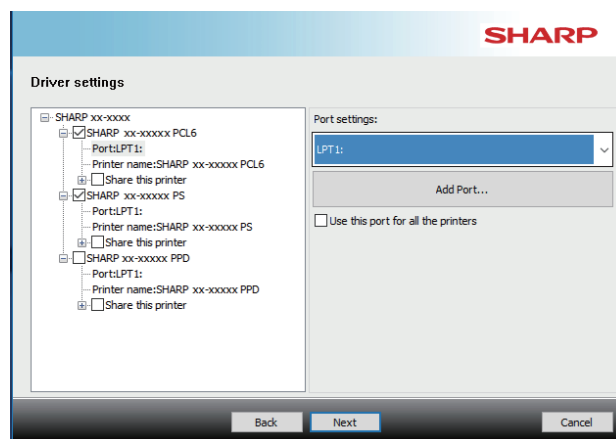 SHARP
Driver settings
SHARP xx-xxxx
SHARP xx-xxxxx PCL6
Port:LPT1:
Printer name:SHARP xx-xxxxx PCL6
Share this printer
SHARP xx-xxxxx PS
Port:LPT1:
Printer name:SHARP xx-xxxxx PS
Share this printer
SHARP xx-xxxxx PPD
Port:LPT1:
Printer name:SHARP xx-xxxxx PPD
Share this printer
Port settings:
LPT1:
Add Port...
Use this port for all the printers
Back
Next
Cancel